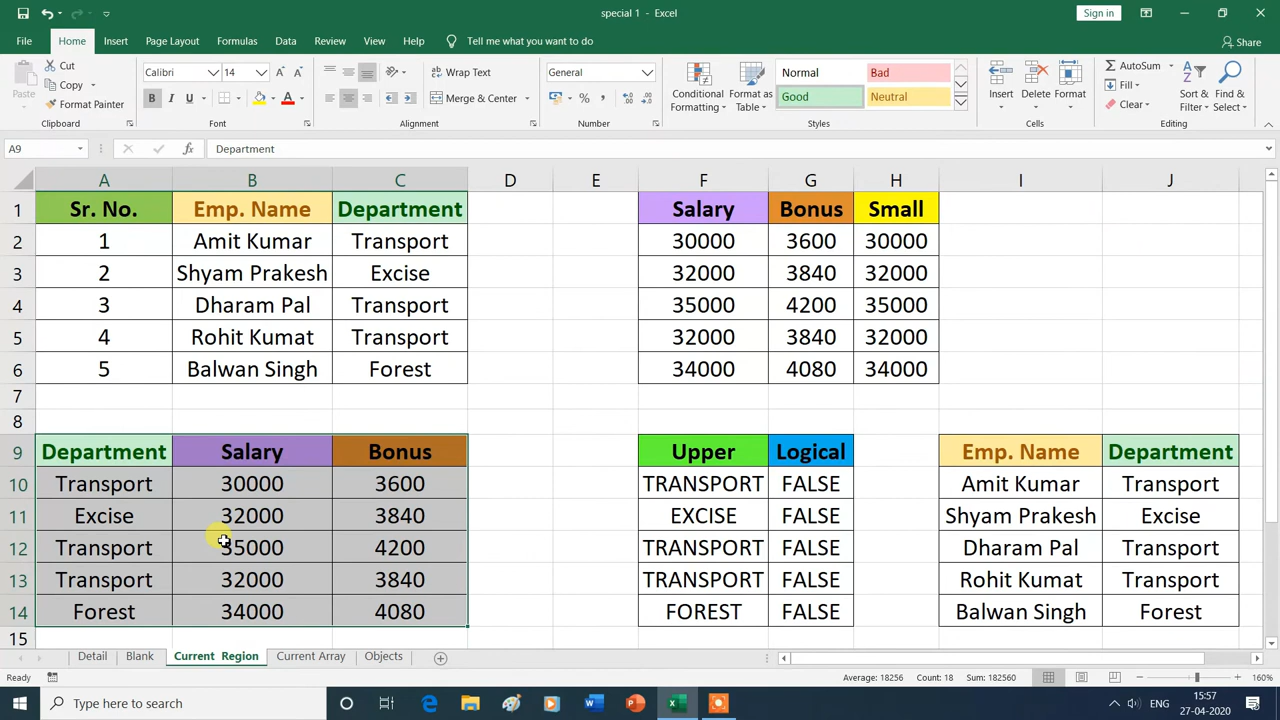 special 1 - Excel
Sign in
File Home Insert Page Layout Formulas Data Review View Help Tell me what you want to do Share
Paste
Cut
Copy
Format Painter
Clipboard
Calibri 14
B I U
Font
Wrap Text
Merge & Center
Alignment
General
Number
Conditional Formatting
Format as Table
Normal Bad
Good Neutral
Styles
Insert Delete Format
Cells
AutoSum
Fill
Clear
Sort & Filter
Find & Select
Editing
A9 fx Department
A B C D E F G H I J
1 Sr. No. Emp. Name Department Salary Bonus Small
2 1 Amit Kumar Transport 30000 3600 30000
3 2 Shyam Prakesh Excise 32000 3840 32000
4 3 Dharam Pal Transport 35000 4200 35000
5 4 Rohit Kumat Transport 32000 3840 32000
6 5 Balwan Singh Forest 34000 4080 34000
7
8
9 Department Salary Bonus Upper Logical Emp. Name Department
10 Transport 30000 3600 TRANSPORT FALSE Amit Kumar Transport
11 Excise 32000 3840 EXCISE FALSE Shyam Prakesh Excise
12 Transport 35000 4200 TRANSPORT FALSE Dharam Pal Transport
13 Transport 32000 3840 TRANSPORT FALSE Rohit Kumat Transport
14 Forest 34000 4080 FOREST FALSE Balwan Singh Forest
15
Detail Blank Current Region Current Array Objects
Ready Average: 18256 Count: 18 Sum: 182560 160%
Type here to search
ENG
15:57
27-04-2020